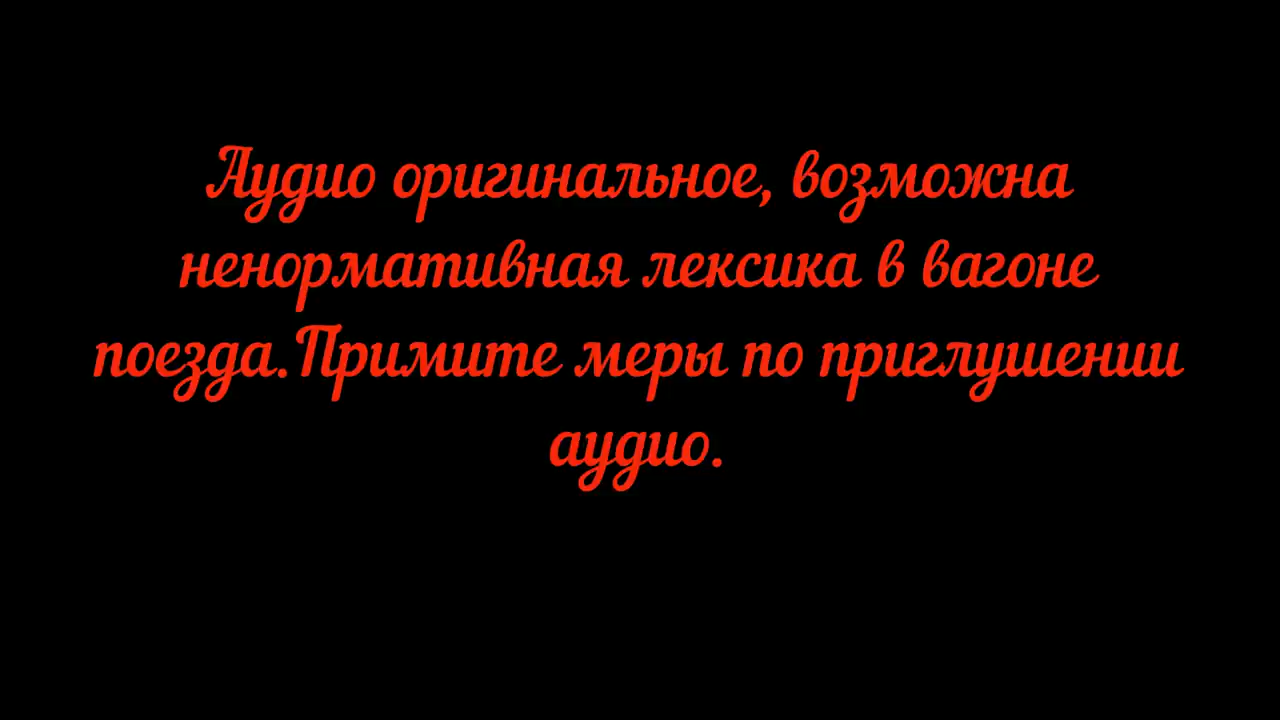 Аудио оригинальное, возможна
ненормативная лексика в вагоне
поезда.Примите меры по приглушении
аудио.